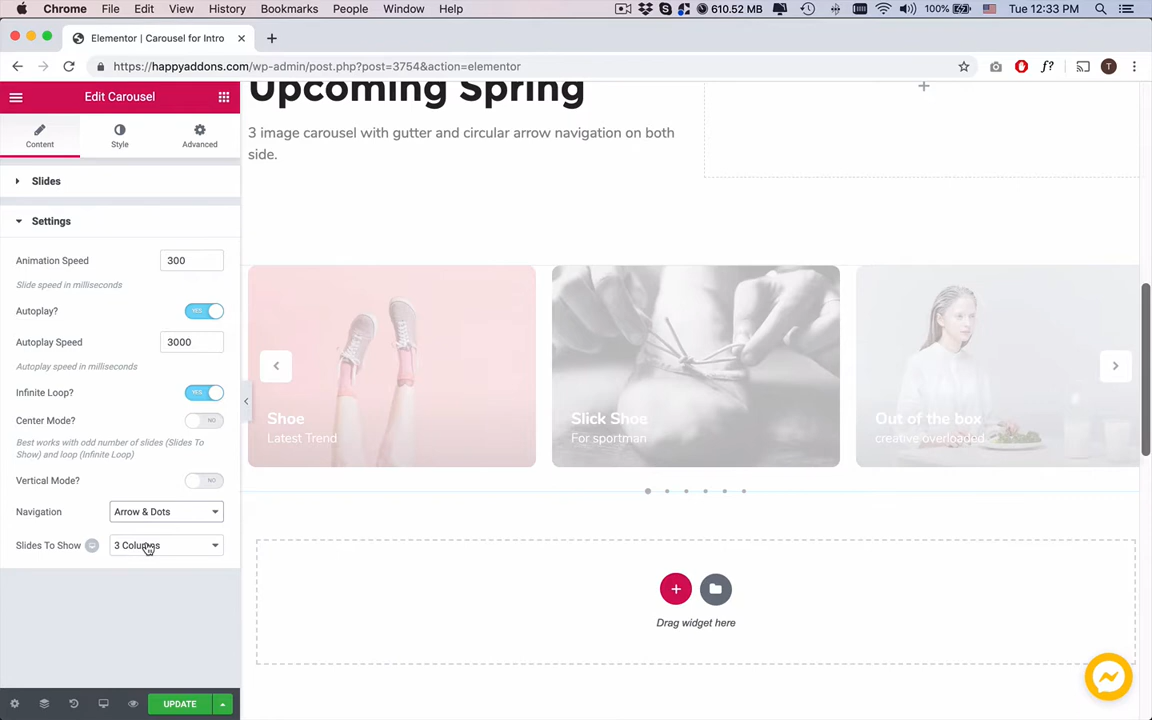 Chrome File Edit View History Bookmarks People Window Help 610.52 MB 100% Tue 12:33 PM
Elementor | Carousel for Intro
https://happyaddons.com/wp-admin/post.php?post=3754&action=elementor
f?
T
Edit Carousel
Content Style Advanced
Slides
Settings
Animation Speed 300
Slide speed in milliseconds
Autoplay? YES
Autoplay Speed 3000
Autoplay speed in milliseconds
Infinite Loop? YES
Center Mode? NO
Best works with odd number of slides (Slides To
Show) and loop (Infinite Loop)
Vertical Mode? NO
Navigation Arrow & Dots
Slides To Show 3 Columns
UPDATE
Upcoming Spring
3 image carousel with gutter and circular arrow navigation on both
side.
Shoe
Latest Trend
Slick Shoe
For sportman
Out of the box
creative overloaded
Drag widget here